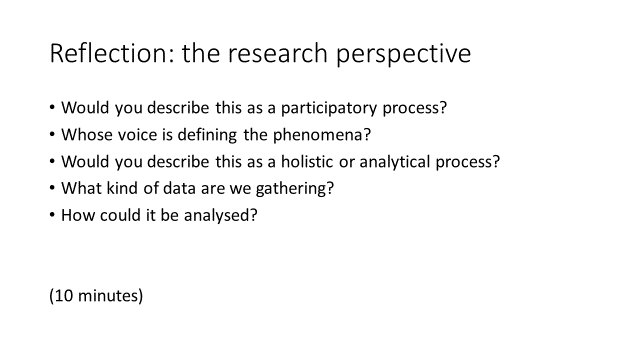 Reflection: the research perspective
• Would you describe this as a participatory process?
• Whose voice is defining the phenomena?
• Would you describe this as a holistic or analytical process?
• What kind of data are we gathering?
• How could it be analysed?
(10 minutes)